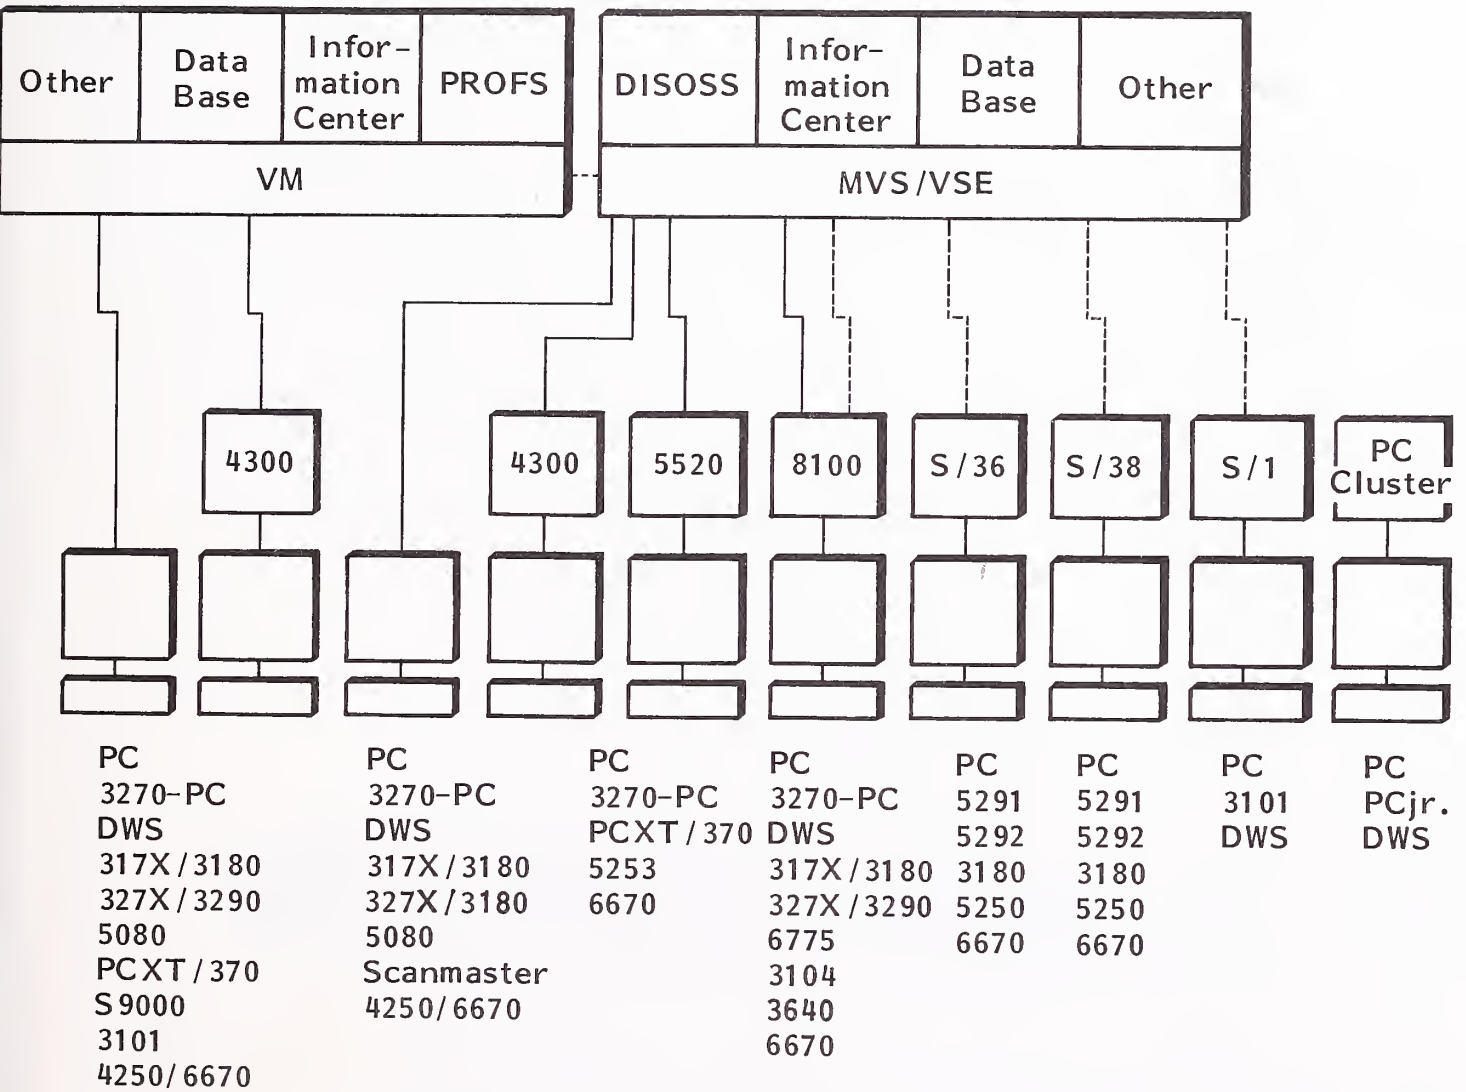 Other
Data
Base
Infor-
mation
Center
PROFS
DISOSS
Infor-
mation
Center
Data
Base
Other
VM
MVS/VSE
4300
4300
5520
8100
S/36
S/38
S/1
PC
Cluster
PC
3270-PC
DWS
317X/3180
327X/3290
5080
PCXT/370
S9000
3101
4250/6670
PC
3270-PC
DWS
317X/3180
327X/3180
5080
Scanmaster
4250/6670
PC
3270-PC
PCXT/370
5253
6670
PC
3270-PC
DWS
317X/3180
327X/3290
6775
3104
3640
6670
PC
5291
5292
3180
5250
6670
PC
5291
5292
3180
5250
6670
PC
3101
DWS
PC
PCjr.
DWS